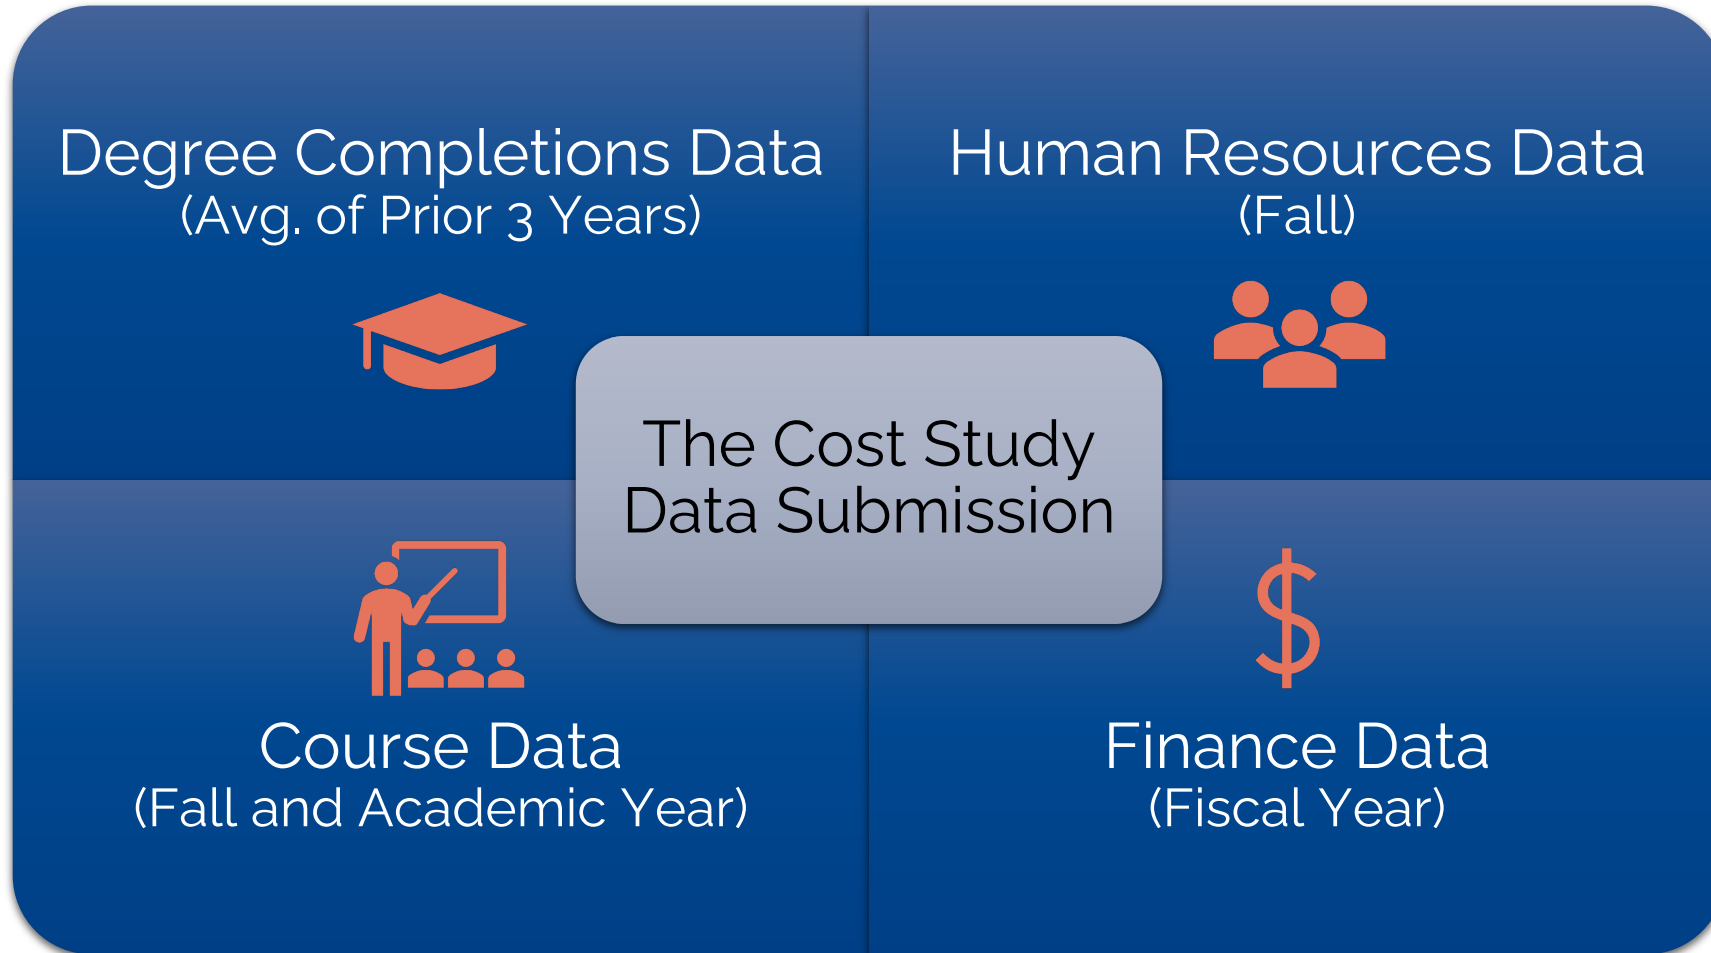 Degree Completions Data
(Avg. of Prior 3 Years)
Human Resources Data
(Fall)
The Cost Study
Data Submission
Course Data
(Fall and Academic Year)
Finance Data
(Fiscal Year)